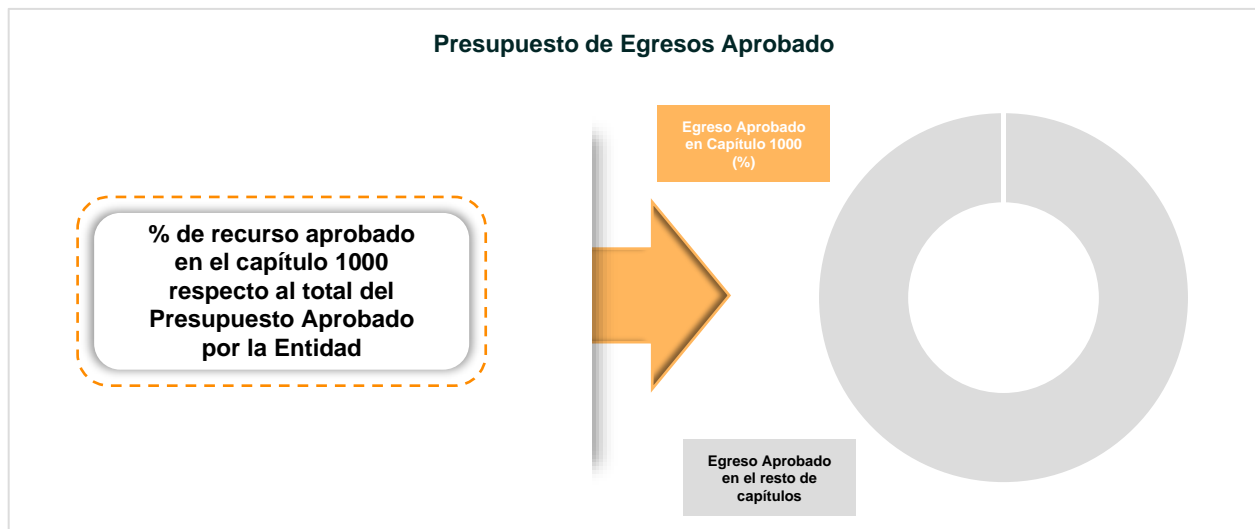 Presupuesto de Egresos Aprobado
Egreso Aprobado
en Capítulo 1000
(%)
% de recurso aprobado
en el capítulo 1000
respecto al total del
Presupuesto Aprobado
por la Entidad
Egreso Aprobado
en el resto de
capítulos